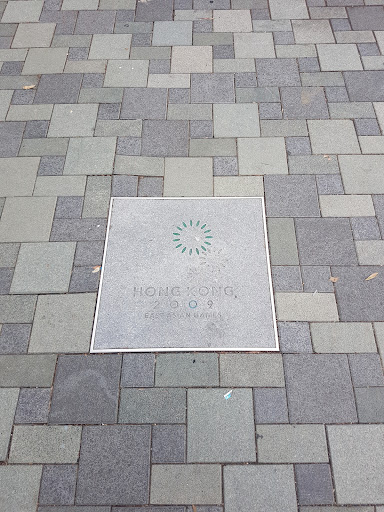 HONG KONG
2009
EAST ASIAN GAMES